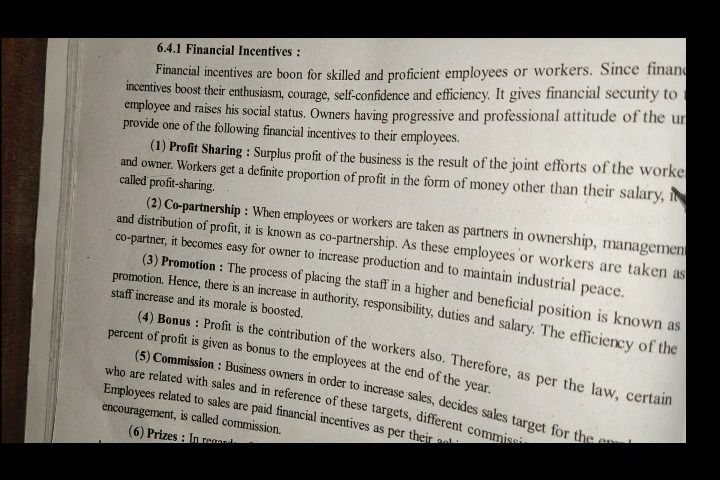 6.4.1 Financial Incentives :
Financial incentives are boon for skilled and proficient employees or workers. Since finan
incentives boost their enthusiasm, courage, self-confidence and efficiency. It gives financial security to
employee and raises his social status. Owners having progressive and professional attitude of the un
provide one of the following financial incentives to their employees.
(1) Profit Sharing : Surplus profit of the business is the result of the joint efforts of the worke
and owner. Workers get a definite proportion of profit in the form of money other than their salary, it
called profit-sharing.
(2) Co-partnership : When employees or workers are taken as partners in ownership, managemen
and distribution of profit, it is known as co-partnership. As these employees or workers are taken as
co-partner, it becomes easy for owner to increase production and to maintain industrial peace.
(3) Promotion : The process of placing the staff in a higher and beneficial position is known as
promotion. Hence, there is an increase in authority, responsibility, duties and salary. The efficiency of the
staff increase and its morale is boosted.
(4) Bonus : Profit is the contribution of the workers also. Therefore, as per the law, certain
percent of profit is given as bonus to the employees at the end of the year.
(5) Commission : Business owners in order to increase sales, decides sales target for the
who are related with sales and in reference of these targets, different commiss
Employees related to sales are paid financial incentives as per their
encouragement, is called commission.
(6) Prizes : In